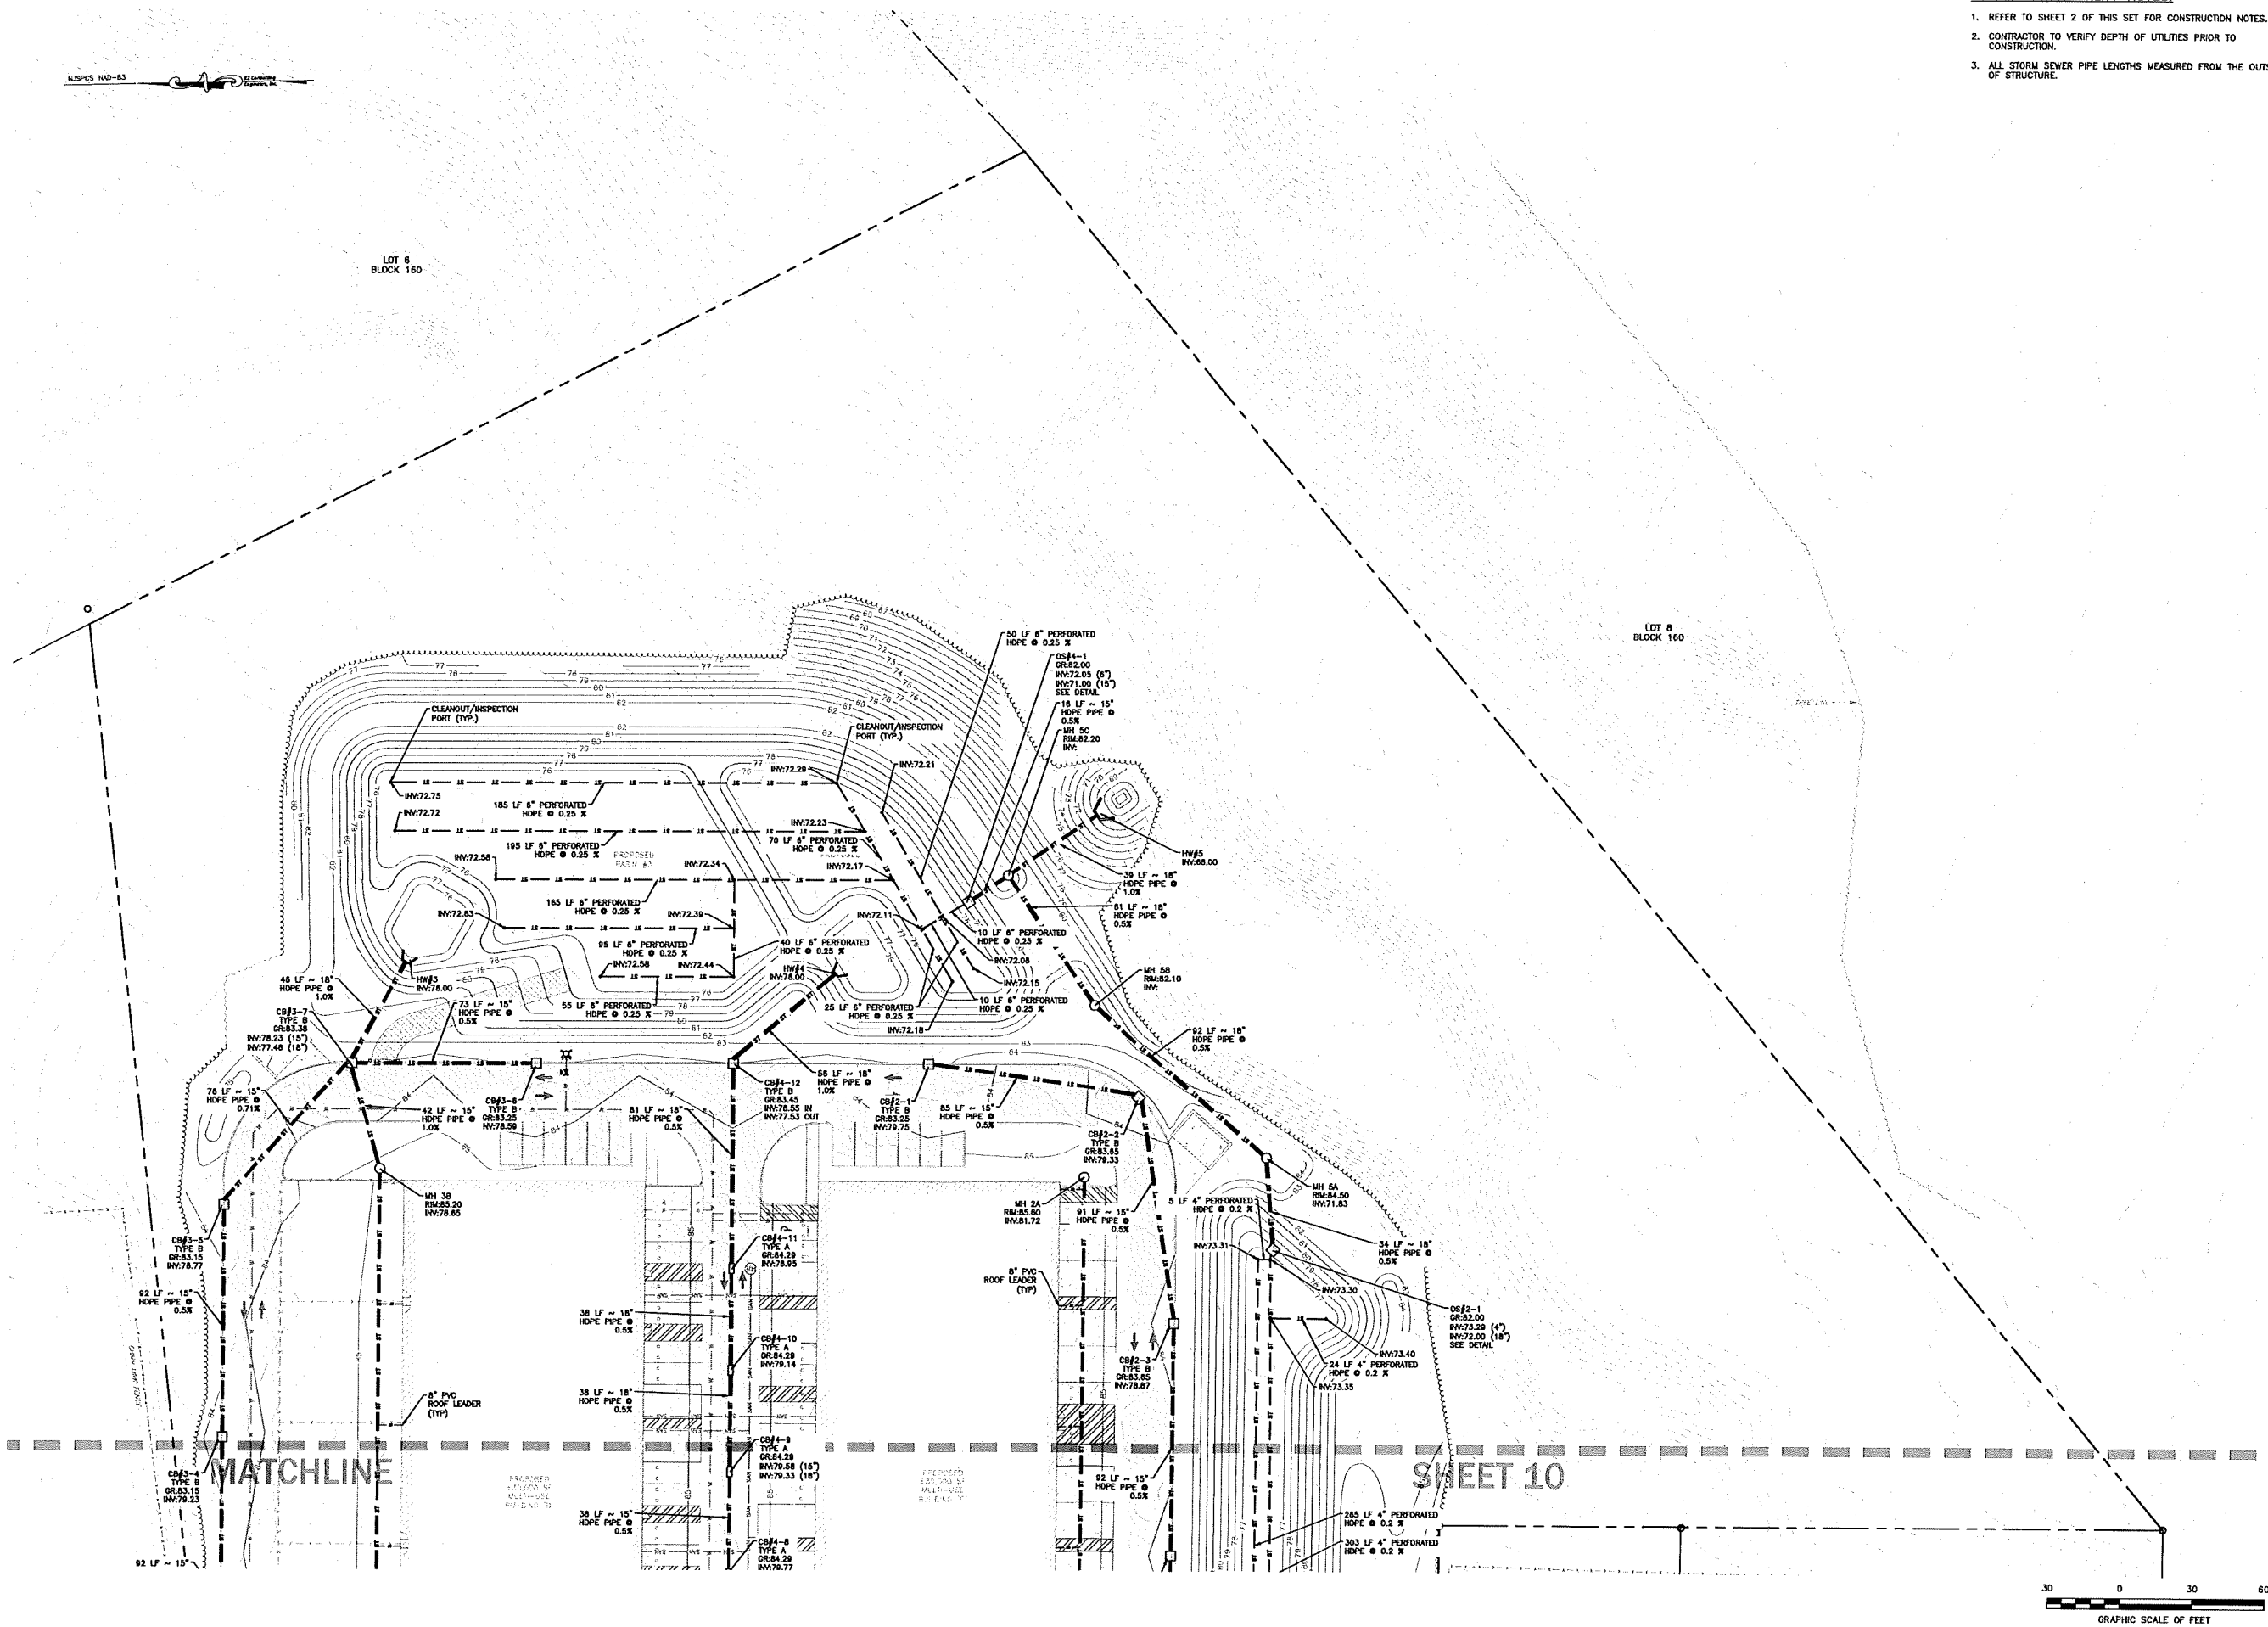 1. REFER TO SHEET 2 OF THIS SET FOR CONSTRUCTION NOTES.
2. CONTRACTOR TO VERIFY DEPTH OF UTILITIES PRIOR TO
CONSTRUCTION.
3. ALL STORM SEWER PIPE LENGTHS MEASURED FROM THE OUTS
OF STRUCTURE.
NJSPCS NAD-83
LOT 6
BLOCK 160
LOT 8
BLOCK 160
50 LF 6" PERFORATED
HDPE @ 0.25 %
OS#4-1
GR:82.00
INV:72.05 (6")
INV:71.00 (15")
SEE DETAIL
16 LF ~ 15"
HDPE PIPE @
0.5%
MH 5C
RIM:82.20
INV:
CLEANOUT/INSPECTION
PORT (TYP.)
CLEANOUT/INSPECTION
PORT (TYP.)
INV:72.29
INV:72.21
INV:72.75
185 LF 6" PERFORATED
HDPE @ 0.25 %
INV:72.72
INV:72.23
195 LF 6" PERFORATED
HDPE @ 0.25 %
70 LF 6" PERFORATED
HDPE @ 0.25 %
INV:72.58
INV:72.34
INV:72.17
165 LF 6" PERFORATED
HDPE @ 0.25 %
HW#5
INV:68.00
39 LF ~ 18"
HDPE PIPE @
1.0%
61 LF ~ 18"
HDPE PIPE @
0.5%
INV:72.63
INV:72.39
INV:72.11
95 LF 6" PERFORATED
HDPE @ 0.25 %
40 LF 6" PERFORATED
HDPE @ 0.25 %
10 LF 6" PERFORATED
HDPE @ 0.25 %
INV:72.08
INV:72.58
INV:72.44
HW#4
INV:76.00
INV:72.15
HW#3
INV:76.00
55 LF 6" PERFORATED
HDPE @ 0.25 %
25 LF 6" PERFORATED
HDPE @ 0.25 %
10 LF 6" PERFORATED
HDPE @ 0.25 %
INV:72.18
MH 5B
RIM:82.10
INV:
46 LF ~ 18"
HDPE PIPE @
1.0%
73 LF ~ 15"
HDPE PIPE @
0.5%
CB#3-7
TYPE B
GR:83.38
INV:78.23 (15")
INV:77.46 (18")
92 LF ~ 18"
HDPE PIPE @
0.5%
76 LF ~ 15"
HDPE PIPE @
0.71%
42 LF ~ 15"
HDPE PIPE @
1.0%
CB#3-6
TYPE B
GR:83.25
NV:78.59
81 LF ~ 18"
HDPE PIPE @
0.5%
CB#4-12
TYPE B
GR:83.45
INV:78.55 IN
INV:77.53 OUT
56 LF ~ 18"
HDPE PIPE @
1.0%
CB#2-1
TYPE B
GR:83.25
INV:79.75
85 LF ~ 15"
HDPE PIPE @
0.5%
CB#2-2
TYPE B
GR:83.65
INV:79.33
MH 3B
RIM:85.20
INV:78.65
MH 2A
RIM:85.60
INV:81.72
91 LF ~ 15"
HDPE PIPE @
0.5%
5 LF 4" PERFORATED
HDPE @ 0.2 %
MH 5A
RIM:84.50
INV:71.83
CB#3-5
TYPE B
GR:83.15
INV:78.77
CB#4-11
TYPE A
GR:84.29
INV:78.95
INV:73.31
34 LF ~ 18"
HDPE PIPE @
0.5%
8" PVC
ROOF LEADER
(TYP)
INV:73.30
92 LF ~ 15"
HDPE PIPE @
0.5%
38 LF ~ 18"
HDPE PIPE @
0.5%
CB#4-10
TYPE A
GR:84.29
INV:79.14
OS#2-1
GR:82.00
INV:73.29 (4")
INV:72.00 (18")
SEE DETAIL
CB#2-3
TYPE B
GR:83.65
INV:78.87
INV:73.40
24 LF 4" PERFORATED
HDPE @ 0.2 %
INV:73.35
8" PVC
ROOF LEADER
(TYP)
38 LF ~ 18"
HDPE PIPE @
0.5%
CB#4-9
TYPE A
GR:84.29
INV:79.58 (15")
INV:79.33 (18")
MATCHLINE
SHEET 10
CB#3-4
TYPE B
GR:83.15
INV:79.23
92 LF ~ 15"
HDPE PIPE @
0.5%
38 LF ~ 15"
HDPE PIPE @
0.5%
CB#4-8
TYPE A
GR:84.29
INV:79.77
285 LF 4" PERFORATED
HDPE @ 0.2 %
303 LF 4" PERFORATED
HDPE @ 0.2 %
92 LF ~ 15"
30 0 30 60
GRAPHIC SCALE OF FEET